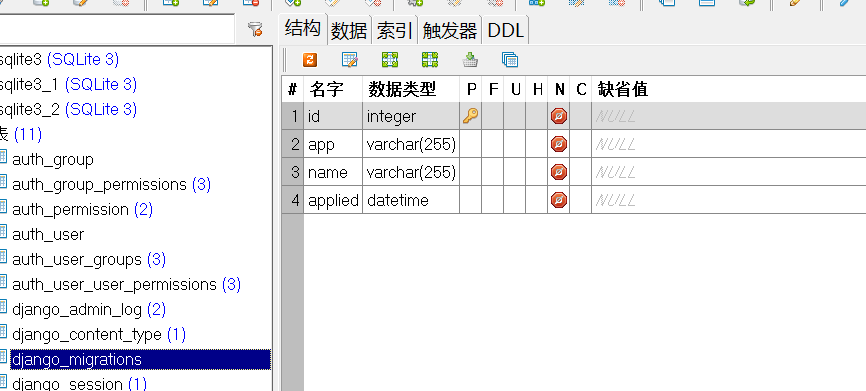 结构 数据 索引 触发器 DDL
sqlite3 (SQLite 3)
sqlite3_1 (SQLite 3)
sqlite3_2 (SQLite 3)
表 (11)
auth_group
auth_group_permissions (3)
auth_permission (2)
auth_user
auth_user_groups (3)
auth_user_user_permissions (3)
django_admin_log (2)
django_content_type (1)
django_migrations
django_session (1)
# 名字 数据类型 P F U H N C 缺省值
1 id integer NULL
2 app varchar(255) NULL
3 name varchar(255) NULL
4 applied datetime NULL